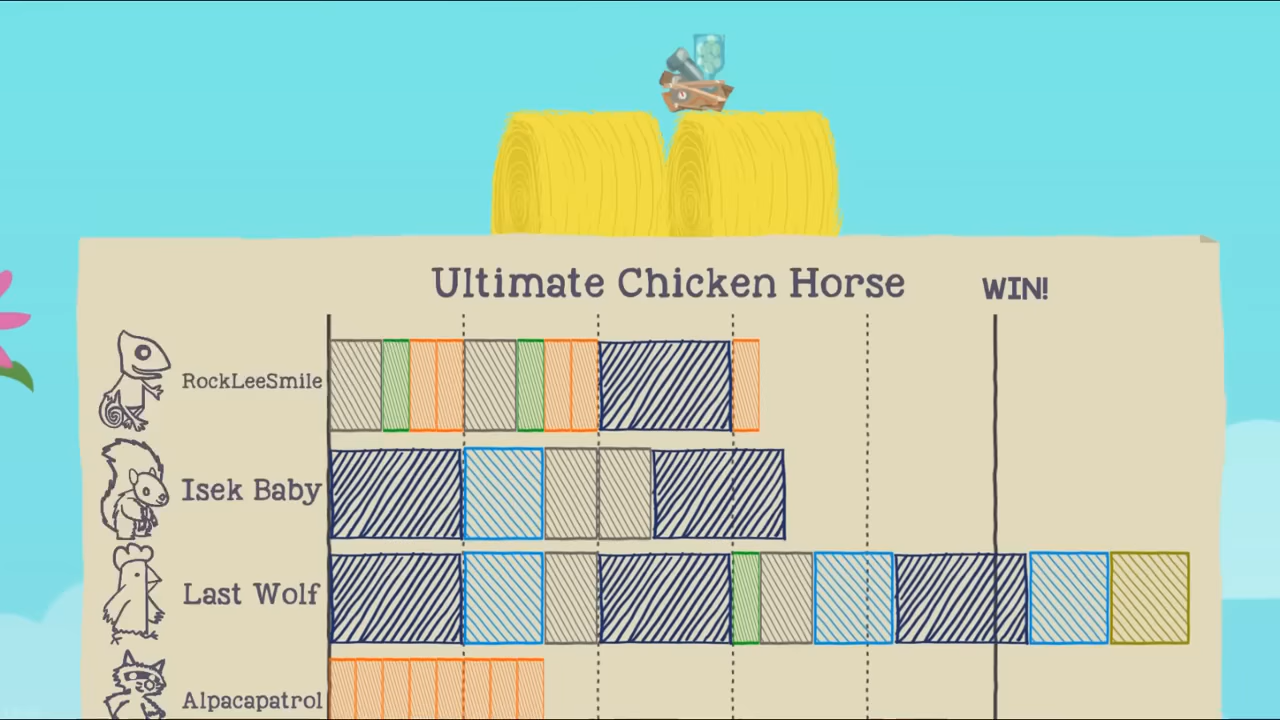 Ultimate Chicken Horse
WIN!
RockLeeSmile
Isek Baby
Last Wolf
Alpacapatrol